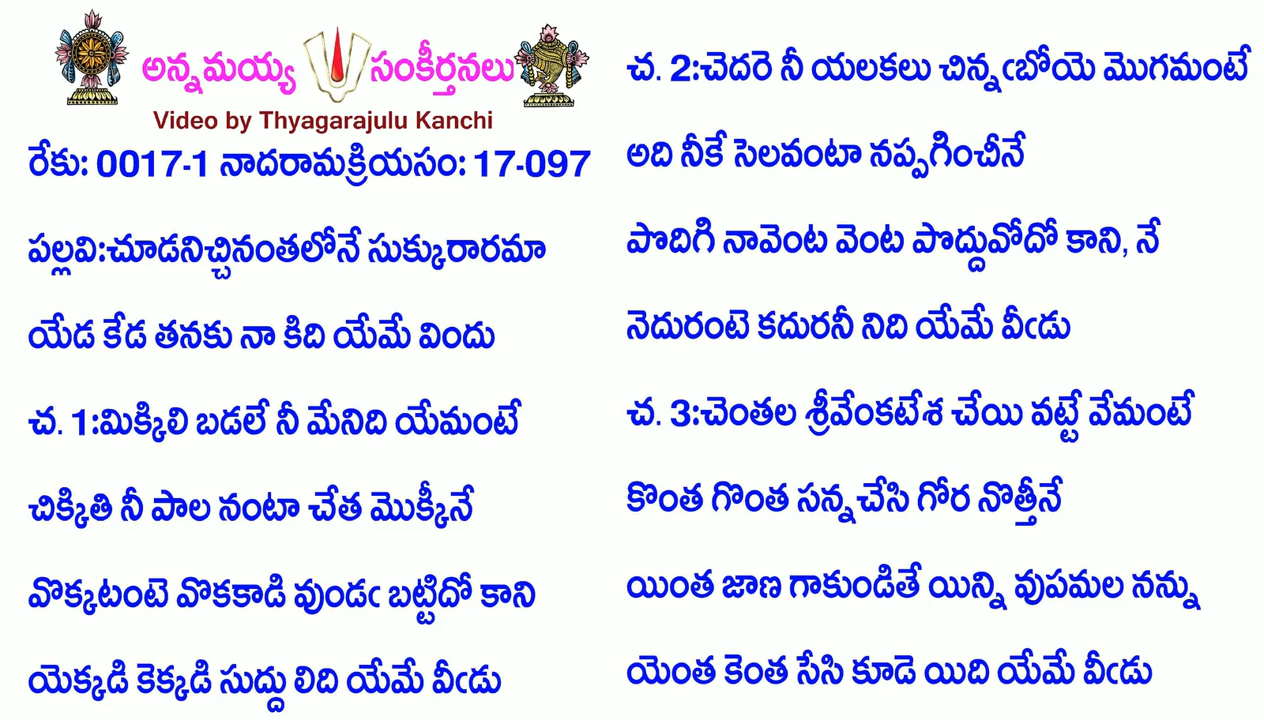 అన్నమయ్య సంకీర్తనలు
Video by Thyagarajulu Kanchi
రేకు: 0017-1 నాదరామక్రియసం: 17-097
పల్లవి:చూడనిచ్చినంతలోనే సుక్కురారమా
యేడ కేడ తనకు నా కిది యేమే విందు
చ. 1:మిక్కిలి బడలే నీ మేనిది యేమంటే
చిక్కితి నీ పాల నంటా చేత మొక్కీనే
వొక్కటంటె వొకకాడి వుండఁ బట్టిదో కాని
యెక్కడి కెక్కడి సుద్దు లిది యేమే వీఁడు
చ. 2:చెదరె నీ యలకలు చిన్నఁబోయె మొగమంటే
అది నీకే సెలవంటా నప్పగించీనే
పొదిగి నావెంట వెంట పొద్దువోదో కాని, నే
నెదురంటె కదురనీ నిది యేమే వీఁడు
చ. 3:చెంతల శ్రీవేంకటేశ చేయి వట్టే వేమంటే
కొంత గొంత సన్నచేసి గోర నొత్తీనే
యింత జాణ గాకుండితే యిన్ని వుపమల నన్ను
యెంత కెంత సేసి కూడె యిది యేమే వీఁడు